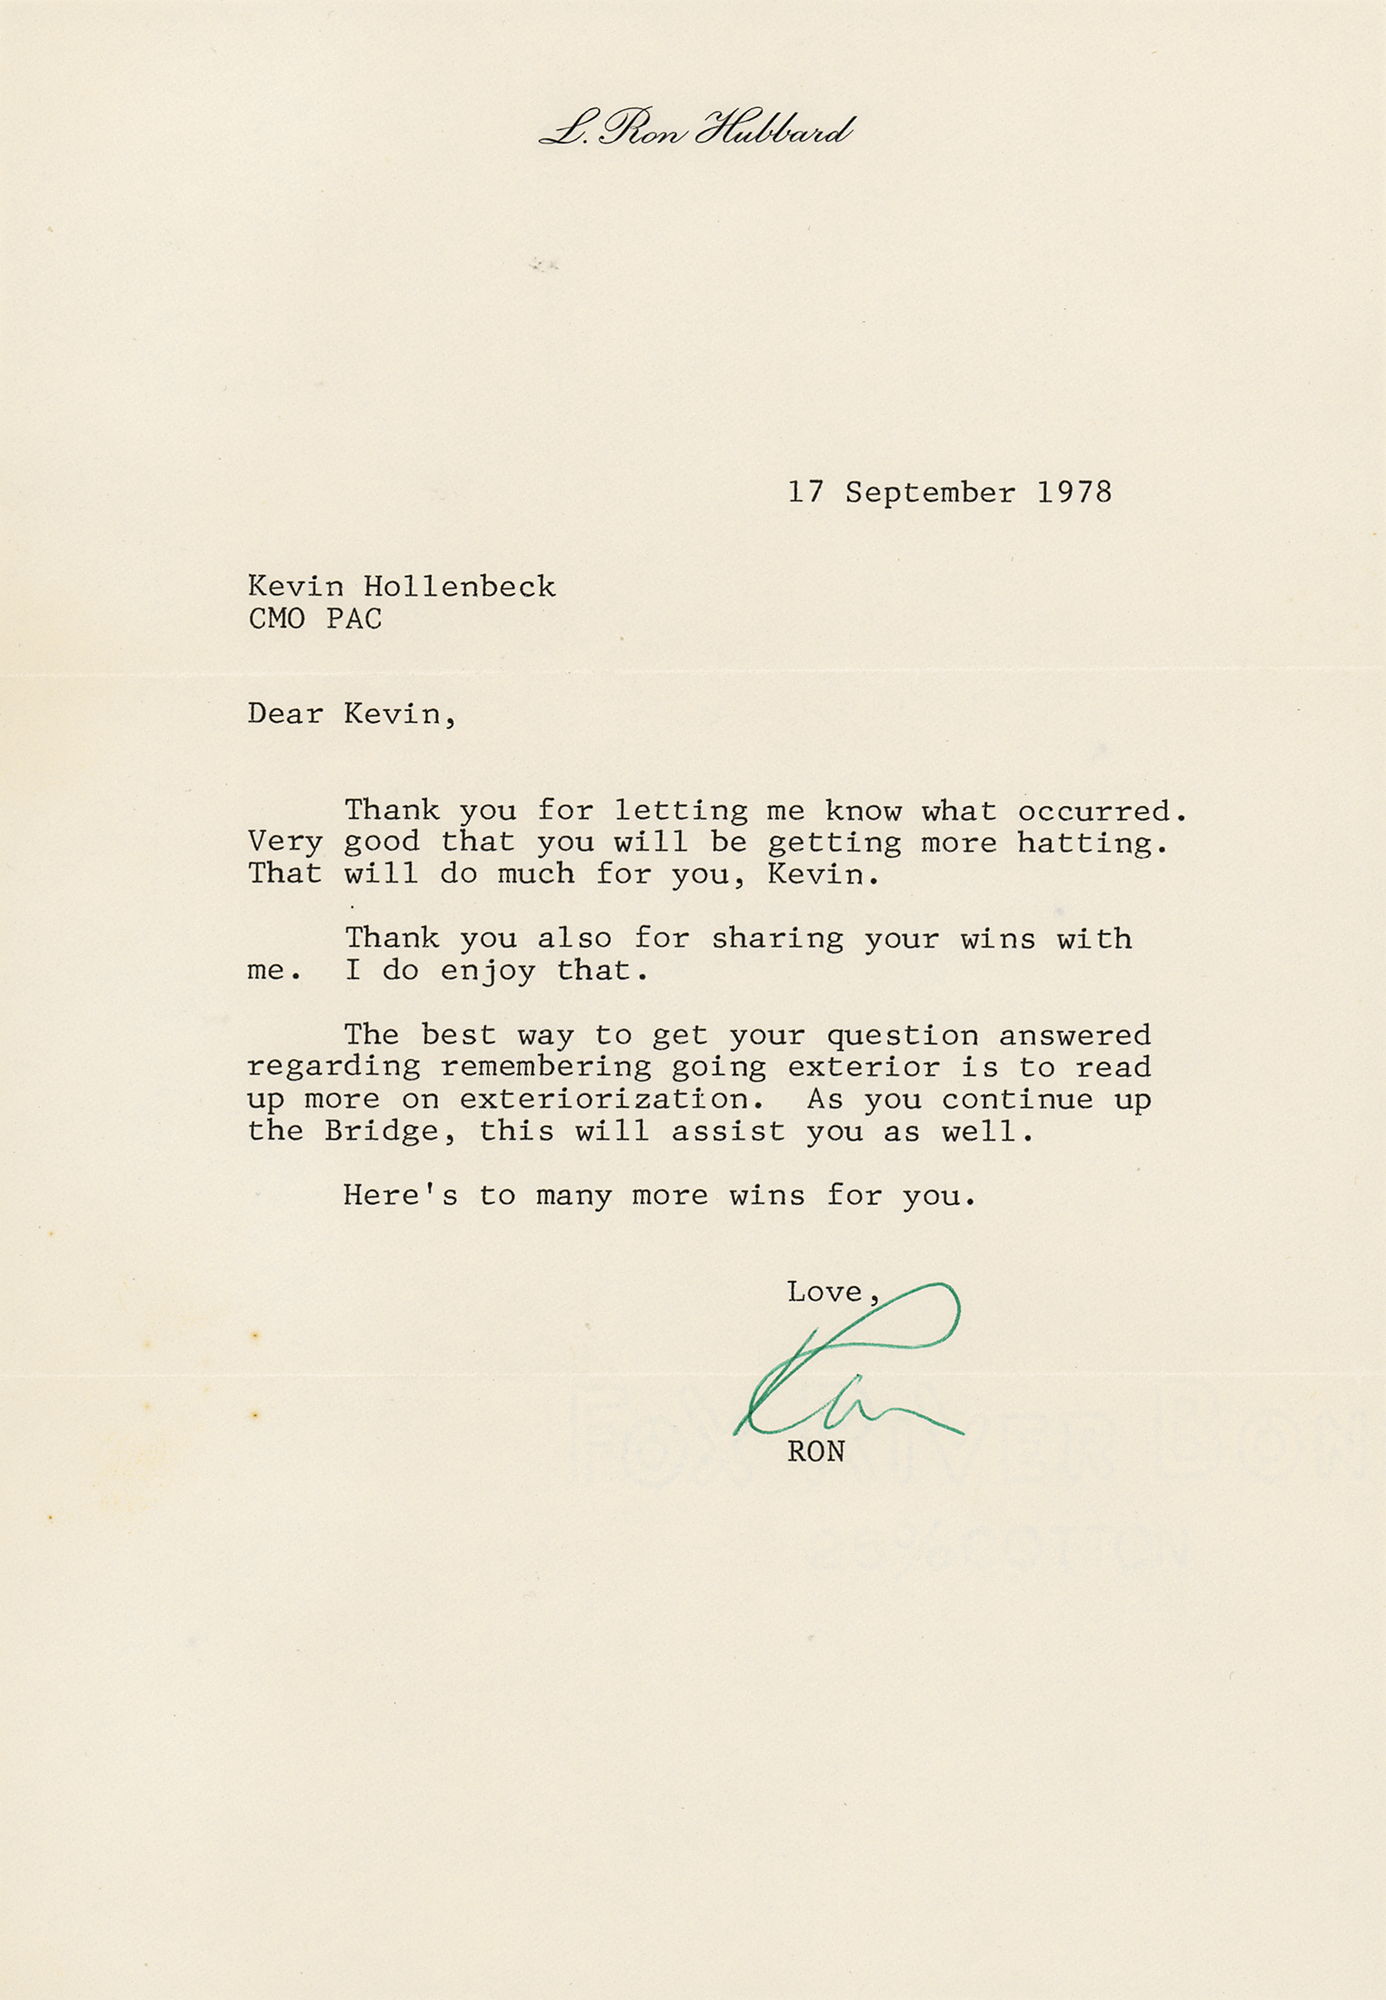 L. Ron Hubbard
17 September 1978
Kevin Hollenbeck
CMO PAC
Dear Kevin,
Thank you for letting me know what occurred.
Very good that you will be getting more hatting.
That will do much for you, Kevin.
Thank you also for sharing your wins with
me.  I do enjoy that.
The best way to get your question answered
regarding remembering going exterior is to read
up more on exteriorization.  As you continue up
the Bridge, this will assist you as well.
Here's to many more wins for you.
Love,
Ron
RON